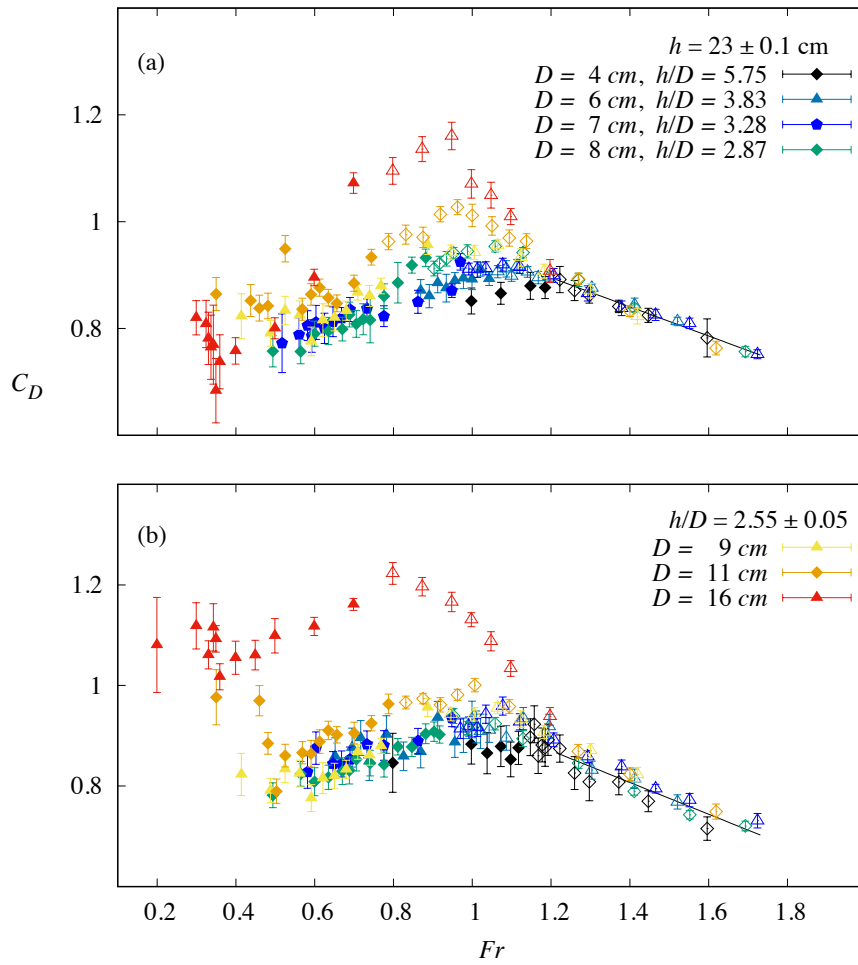 (a)
h = 23 ± 0.1 cm
D = 4 cm, h/D = 5.75
D = 6 cm, h/D = 3.83
D = 7 cm, h/D = 3.28
D = 8 cm, h/D = 2.87
1.2
1
0.8
C_D
(b)
h/D = 2.55 ± 0.05
D = 9 cm
D = 11 cm
D = 16 cm
1.2
1
0.8
0.2 0.4 0.6 0.8 1 1.2 1.4 1.6 1.8
Fr